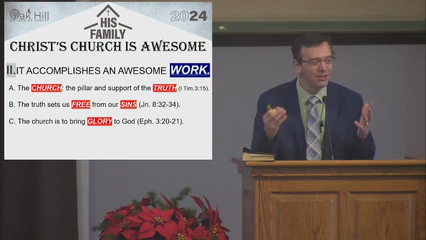 Oak Hill
2024
HIS
FAMILY
CHRIST'S CHURCH IS AWESOME
II. IT ACCOMPLISHES AN AWESOME WORK.
A. The CHURCH: the pillar and support of the TRUTH (I Tim.3:15).
B. The truth sets us FREE from our SINS (Jn. 8:32-34).
C. The church is to bring GLORY to God (Eph. 3:20-21).